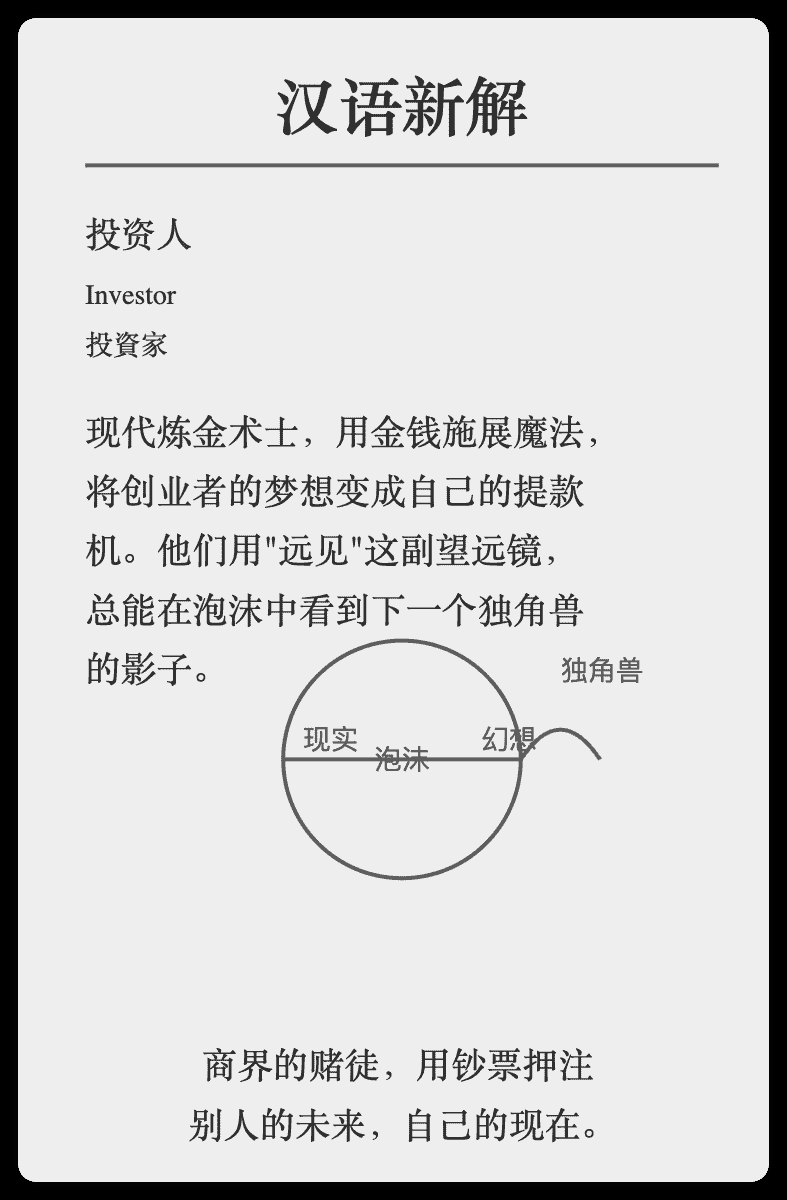 汉语新解
投资人
Investor
投資家
现代炼金术士，用金钱施展魔法，
将创业者的梦想变成自己的提款
机。他们用"远见"这副望远镜，
总能在泡沫中看到下一个独角兽
的影子。
独角兽
现实
幻想
泡沫
商界的赌徒，用钞票押注
别人的未来，自己的现在。